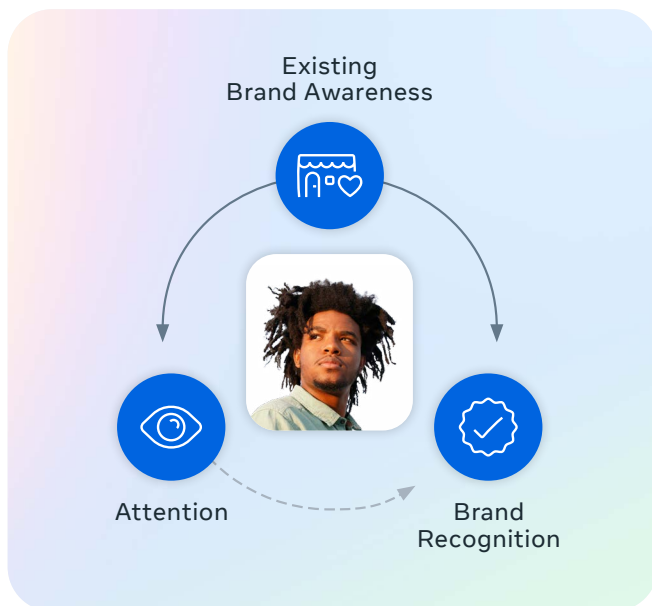 Existing
Brand Awareness
Attention
Brand
Recognition